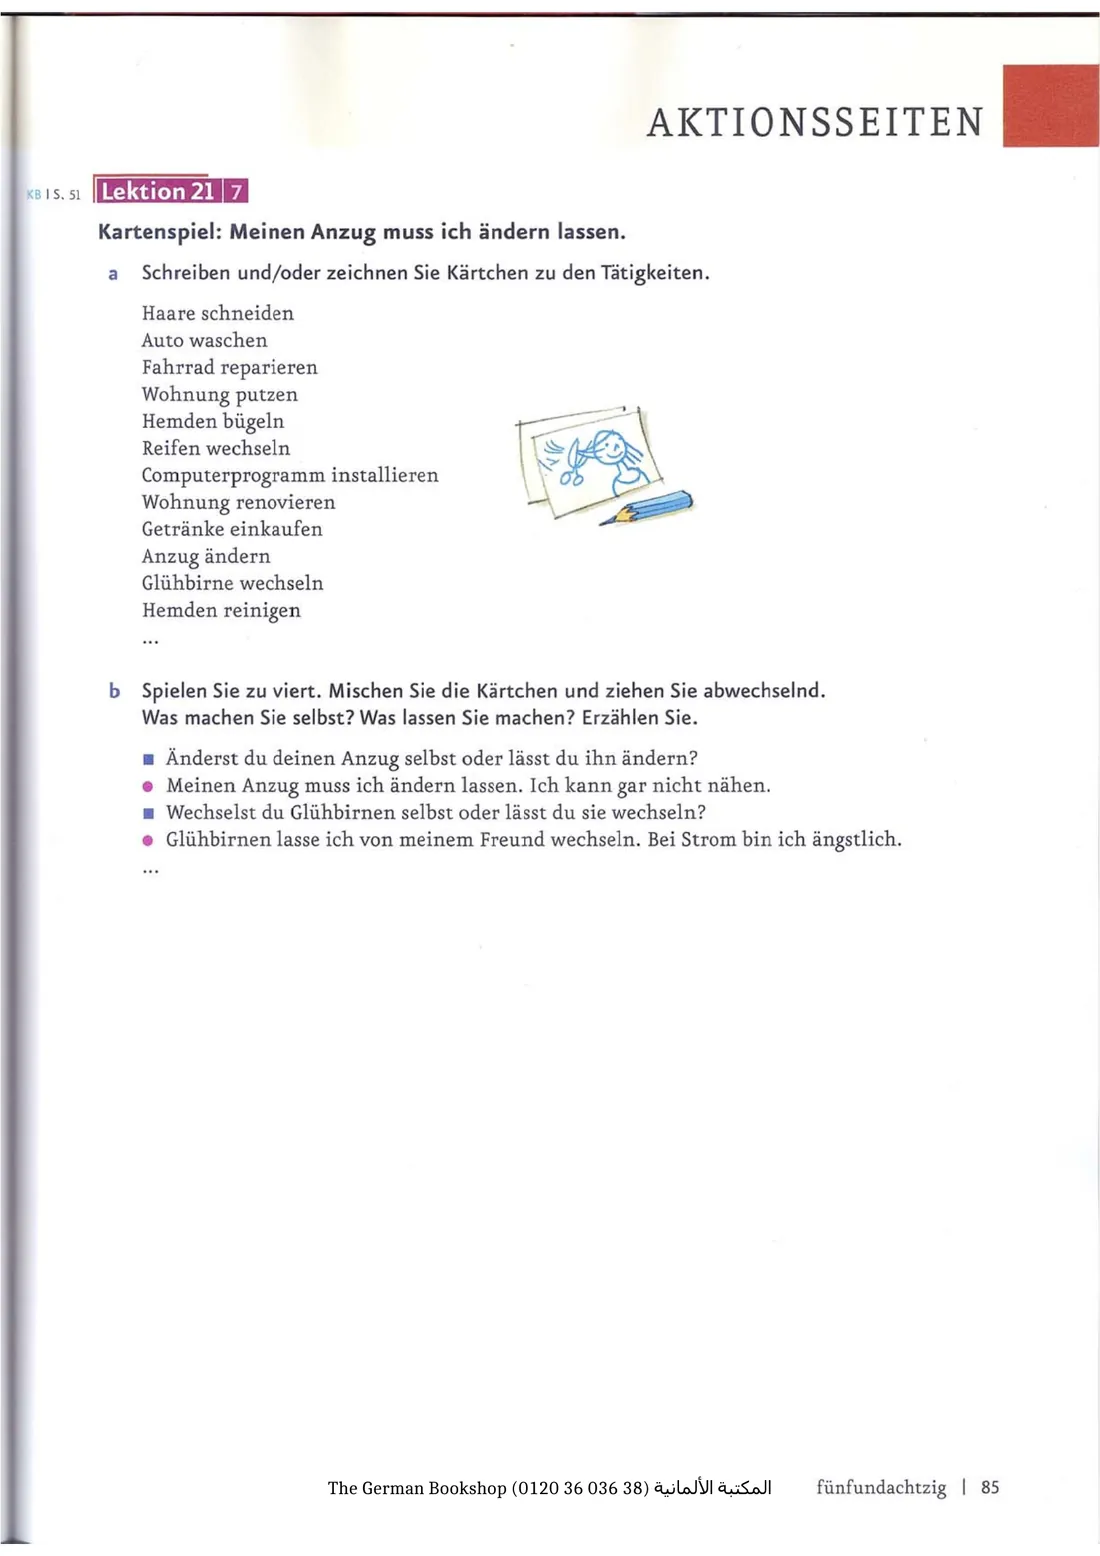 AKTIONSSEITEN
KB | S. 51 Lektion 21 | 7
Kartenspiel: Meinen Anzug muss ich ändern lassen.
a Schreiben und/oder zeichnen Sie Kärtchen zu den Tätigkeiten.
Haare schneiden
Auto waschen
Fahrrad reparieren
Wohnung putzen
Hemden bügeln
Reifen wechseln
Computerprogramm installieren
Wohnung renovieren
Getränke einkaufen
Anzug ändern
Glühbirne wechseln
Hemden reinigen
...
b Spielen Sie zu viert. Mischen Sie die Kärtchen und ziehen Sie abwechselnd.
Was machen Sie selbst? Was lassen Sie machen? Erzählen Sie.
■ Änderst du deinen Anzug selbst oder lässt du ihn ändern?
● Meinen Anzug muss ich ändern lassen. Ich kann gar nicht nähen.
■ Wechselst du Glühbirnen selbst oder lässt du sie wechseln?
● Glühbirnen lasse ich von meinem Freund wechseln. Bei Strom bin ich ängstlich.
...
The German Bookshop (0120 36 036 38) المكتبة الألمانية fünfundachtzig | 85